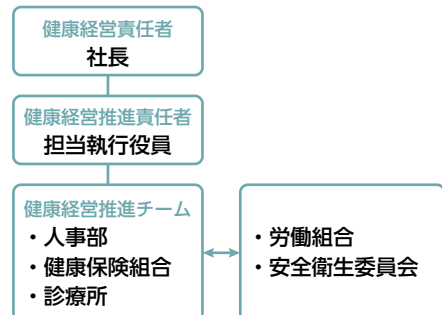 健康経営責任者
社長
健康経営推進責任者
担当執行役員
健康経営推進チーム
・人事部
・健康保険組合
・診療所
・労働組合
・安全衛生委員会